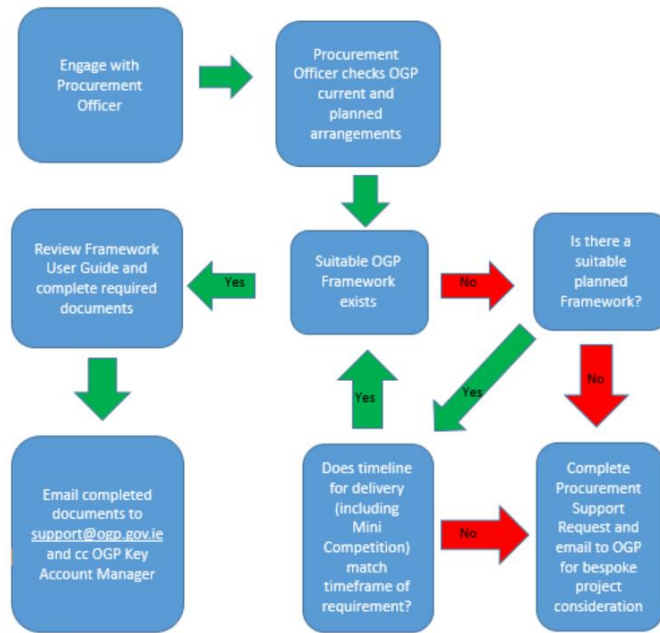 Engage with
Procurement
Officer
Procurement
Officer checks OGP
current and
planned
arrangements
Review Framework
User Guide and
complete required
documents
Yes
Suitable OGP
Framework
exists
No
Is there a
suitable
planned
Framework?
Yes
Yes
No
Email completed
documents to
support@ogp.gov.ie
and cc OGP Key
Account Manager
Does timeline
for delivery
(including
Mini
Competition)
match
timeframe of
requirement?
No
Complete
Procurement
Support
Request and
email to OGP
for bespoke
project
consideration